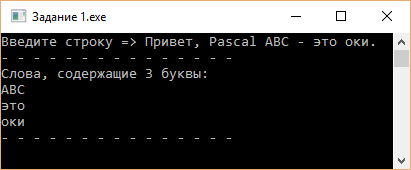 Задание 1.exe
Введите строку => Привет, Pascal ABC - это оки.
- - - - - - - - - - - - - - -
Слова, содержащие 3 буквы:
ABC
это
оки
- - - - - - - - - - - - - - -